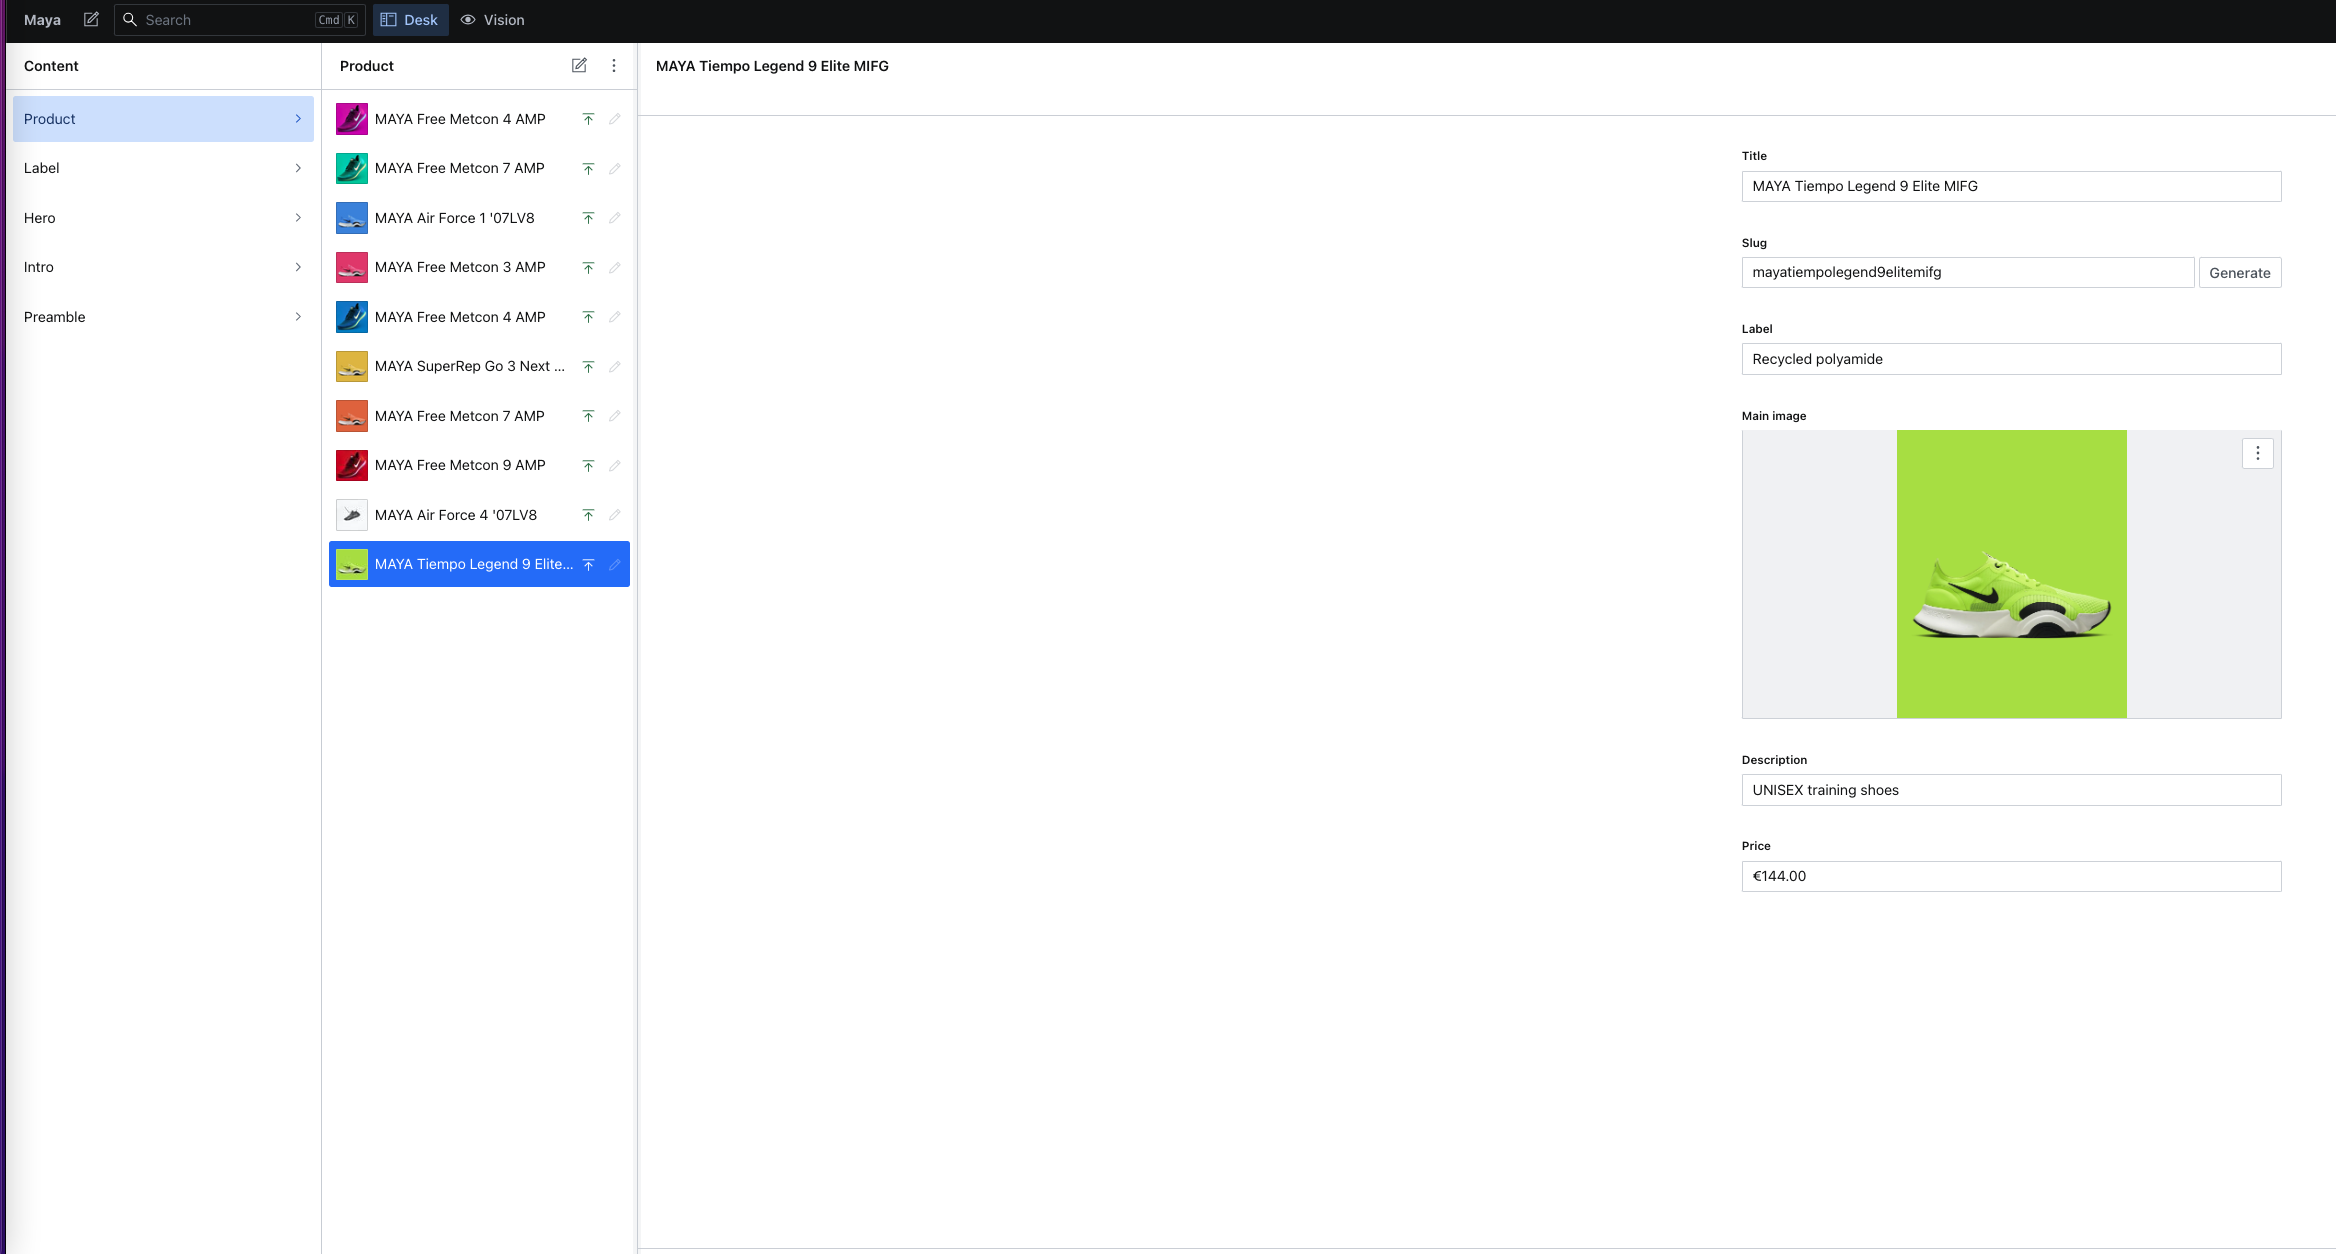 Maya
Search
Cmd K
Desk
Vision
Content
Product
Label
Hero
Intro
Preamble
Product
MAYA Free Metcon 4 AMP
MAYA Free Metcon 7 AMP
MAYA Air Force 1 '07LV8
MAYA Free Metcon 3 AMP
MAYA Free Metcon 4 AMP
MAYA SuperRep Go 3 Next ...
MAYA Free Metcon 7 AMP
MAYA Free Metcon 9 AMP
MAYA Air Force 4 '07LV8
MAYA Tiempo Legend 9 Elite...
MAYA Tiempo Legend 9 Elite MIFG
Title
MAYA Tiempo Legend 9 Elite MIFG
Slug
mayatiempolegend9elitemifg
Generate
Label
Recycled polyamide
Main image
Description
UNISEX training shoes
Price
€144.00